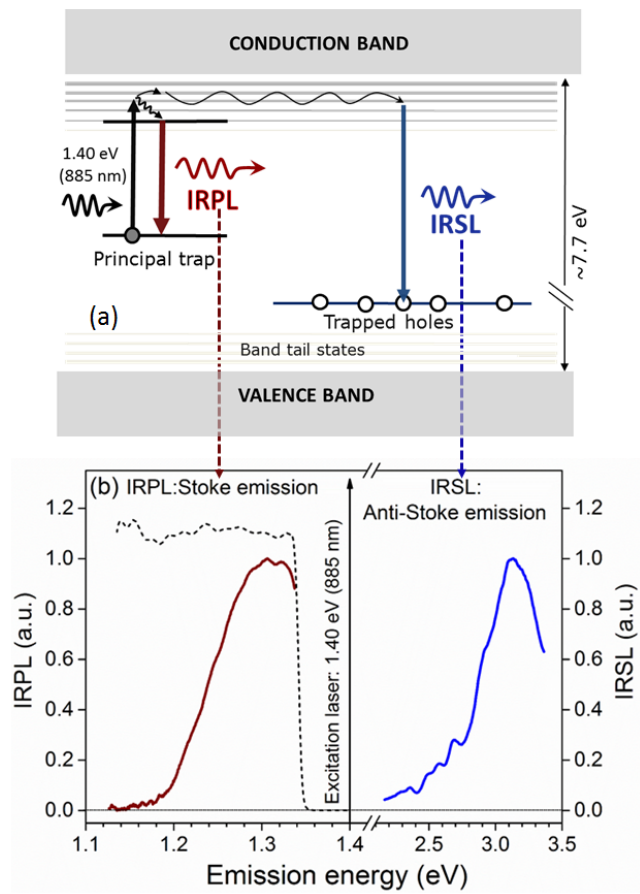 CONDUCTION BAND
1.40 eV
(885 nm)
IRPL
IRSL
~7.7 eV
Principal trap
(a)
Trapped holes
Band tail states
VALENCE BAND
(b) IRPL:Stoke emission
IRSL:
Anti-Stoke emission
1.2
1.0
0.8
0.6
0.4
0.2
0.0
IRPL (a.u.)
Excitation laser: 1.40 eV (885 nm)
1.2
1.0
0.8
0.6
0.4
0.2
0.0
IRSL (a.u.)
1.1 1.2 1.3 1.4 2.5 3.0 3.5
Emission energy (eV)